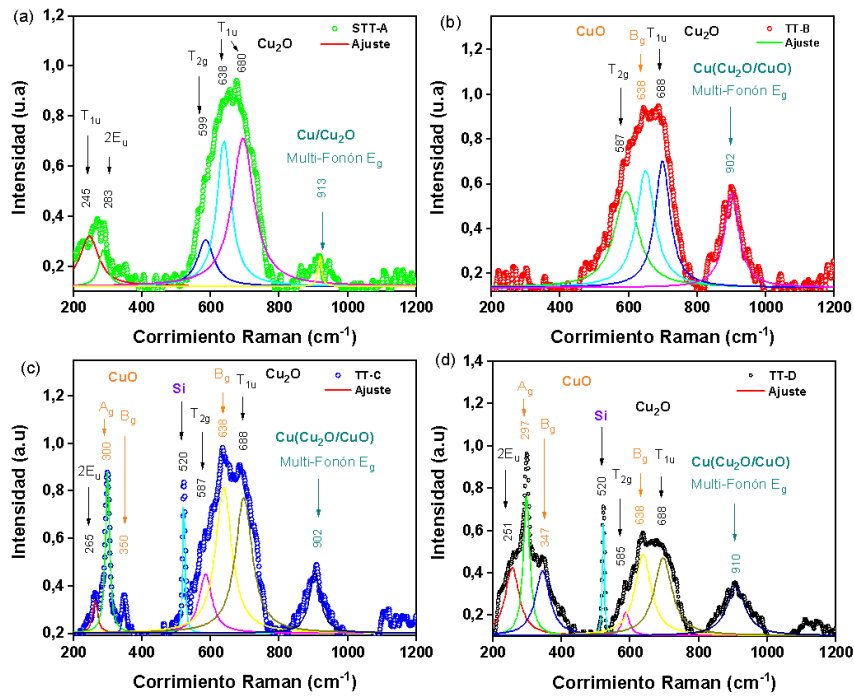 (a)
Intensidad (u.a)
1,2
1,0
0,8
0,6
0,4
0,2
200 400 600 800 1000 1200
Corrimiento Raman (cm⁻¹)
STT-A
Ajuste
T₁ᵤ
245
2Eᵤ
283
T₂g
599
T₁ᵤ
638
680
Cu₂O
Cu/Cu₂O
Multi-Fonón Eg
913
(b)
Intensidad (u.a)
1,2
1,0
0,8
0,6
0,4
0,2
200 400 600 800 1000 1200
Corrimiento Raman (cm⁻¹)
TT-B
Ajuste
CuO
T₂g
587
Bg
638
T₁ᵤ
688
Cu₂O
Cu(Cu₂O/CuO)
Multi-Fonón Eg
902
(c)
Intensidad (a.u)
1,2
1,0
0,8
0,6
0,4
0,2
200 400 600 800 1000 1200
Corrimiento Raman (cm⁻¹)
TT-C
Ajuste
CuO
2Eᵤ
265
Ag
300
Bg
350
Si
520
T₂g
587
Bg
638
T₁ᵤ
688
Cu₂O
Cu(Cu₂O/CuO)
Multi-Fonón Eg
902
(d)
Intensidad (a.u)
1,4
1,2
1,0
0,8
0,6
0,4
0,2
200 400 600 800 1000 1200
Corrimiento Raman (cm⁻¹)
TT-D
Ajuste
CuO
2Eᵤ
251
Ag
297
Bg
347
Si
520
T₂g
585
Bg
638
T₁ᵤ
688
Cu₂O
Cu(Cu₂O/CuO)
Multi-Fonón Eg
910